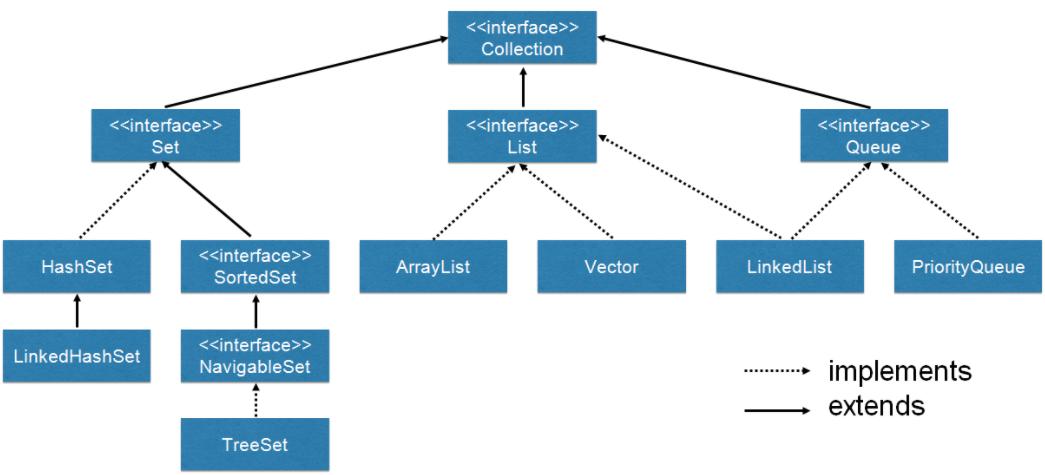 <<interface>>
Collection
<<interface>>
Set
<<interface>>
List
<<interface>>
Queue
HashSet
<<interface>>
SortedSet
ArrayList
Vector
LinkedList
PriorityQueue
LinkedHashSet
<<interface>>
NavigableSet
TreeSet
implements
extends